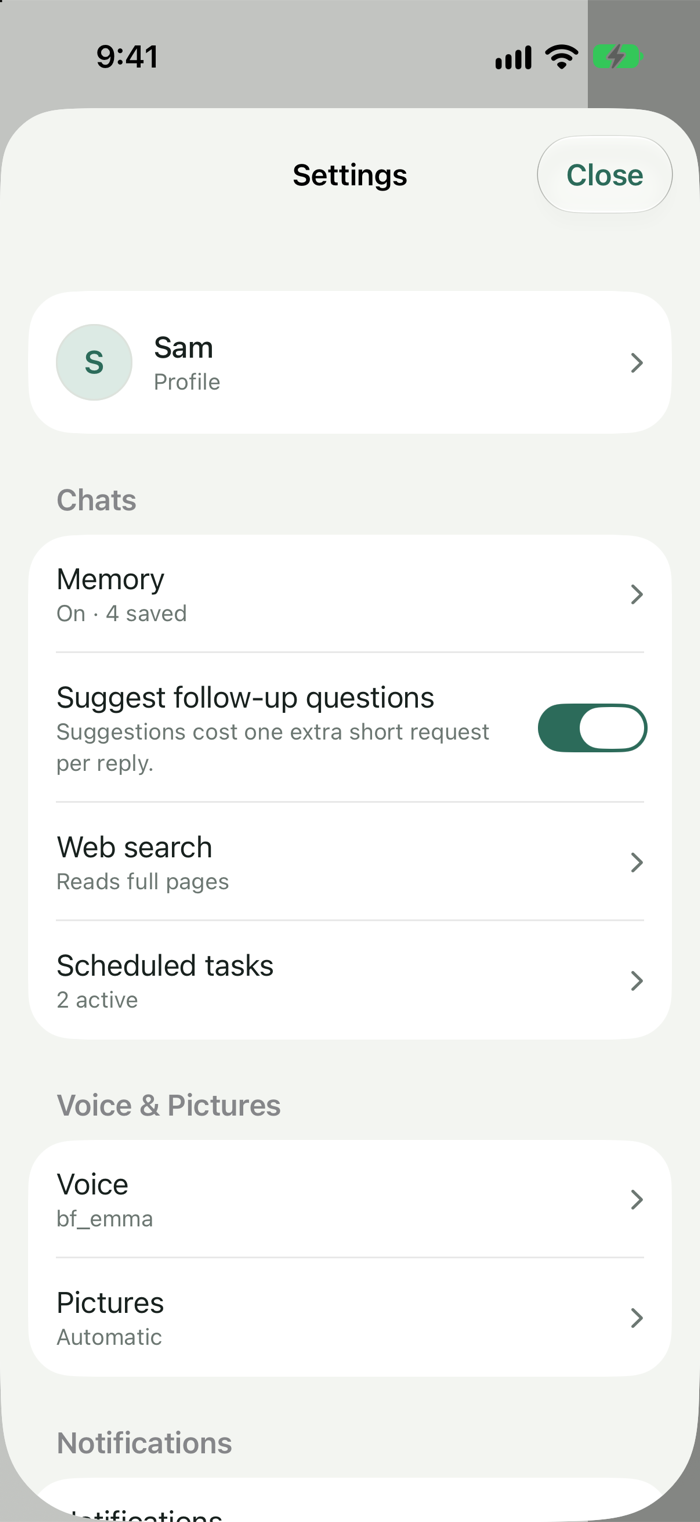 9:41
Settings
Close
S
Sam
Profile
Chats
Memory
On · 4 saved
Suggest follow-up questions
Suggestions cost one extra short request
per reply.
Web search
Reads full pages
Scheduled tasks
2 active
Voice & Pictures
Voice
bf_emma
Pictures
Automatic
Notifications
Notifications